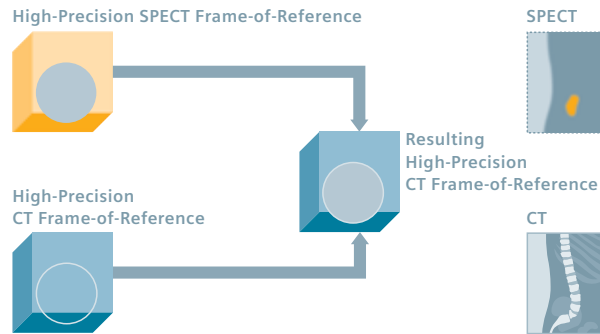 High-Precision SPECT Frame-of-Reference
SPECT
Resulting
High-Precision
CT Frame-of-Reference
High-Precision
CT Frame-of-Reference
CT